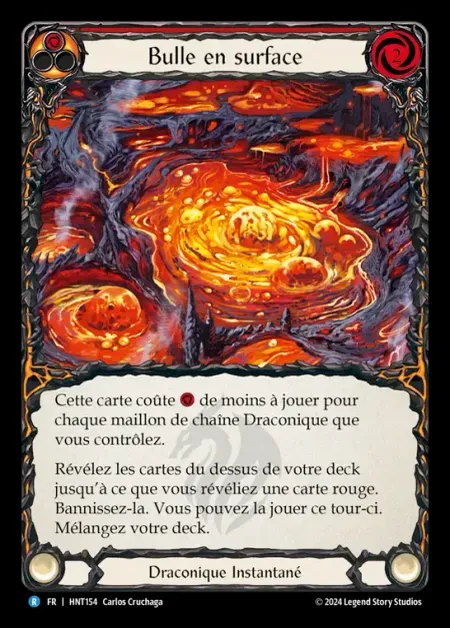 Bulle en surface
2
Cette carte coûte de moins à jouer pour
chaque maillon de chaîne Draconique que
vous contrôlez.
Révélez les cartes du dessus de votre deck
jusqu'à ce que vous révéliez une carte rouge.
Bannissez-la. Vous pouvez la jouer ce tour-ci.
Mélangez votre deck.
Draconique Instantané
R FR | HNT154 Carlos Cruchaga
© 2024 Legend Story Studios